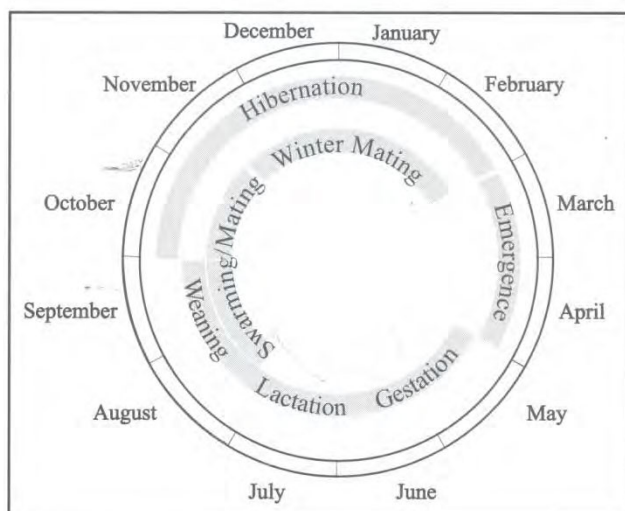 December
January
November
February
Hibernation
Winter Mating
October
March
Swarming/Mating
Emergence
September
April
Weaning
Lactation
Gestation
August
May
July
June